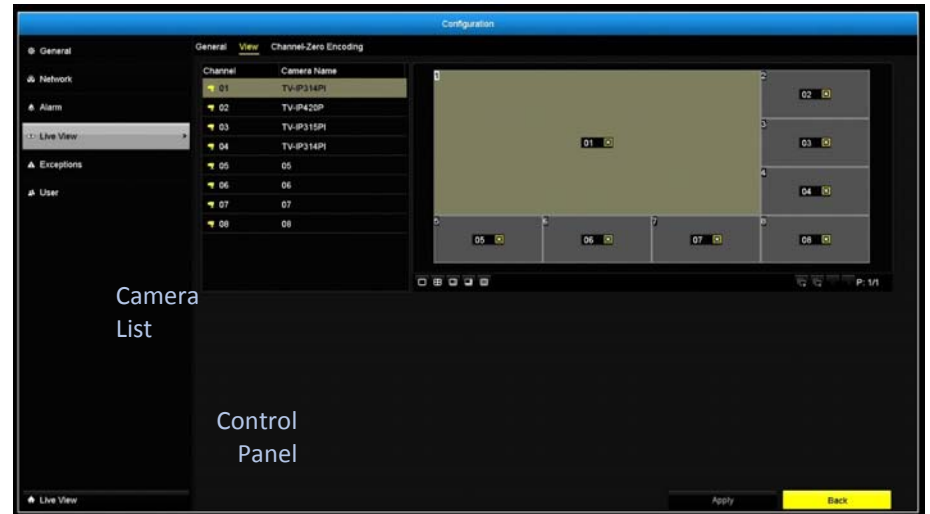 Configuration
General
Network
Alarm
Live View
Exceptions
User
General View Channel-Zero Encoding
Channel Camera Name
01 TV-IP314PI
02 TV-IP420P
03 TV-IP315PI
04 TV-IP314PI
05 05
06 06
07 07
08 08
1
01
2
02
3
03
4
04
5
05
6
06
7
07
8
08
P: 1/1
Camera
List
Control
Panel
Live View
Apply
Back